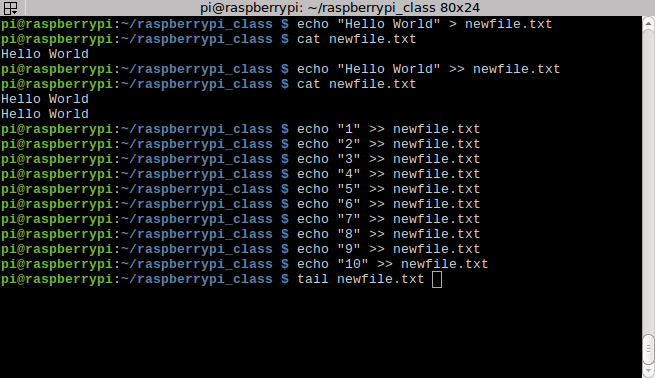 pi@raspberrypi: ~/raspberrypi_class 80x24
pi@raspberrypi:~/raspberrypi_class $ echo "Hello World" > newfile.txt
pi@raspberrypi:~/raspberrypi_class $ cat newfile.txt
Hello World
pi@raspberrypi:~/raspberrypi_class $ echo "Hello World" >> newfile.txt
pi@raspberrypi:~/raspberrypi_class $ cat newfile.txt
Hello World
Hello World
pi@raspberrypi:~/raspberrypi_class $ echo "1" >> newfile.txt
pi@raspberrypi:~/raspberrypi_class $ echo "2" >> newfile.txt
pi@raspberrypi:~/raspberrypi_class $ echo "3" >> newfile.txt
pi@raspberrypi:~/raspberrypi_class $ echo "4" >> newfile.txt
pi@raspberrypi:~/raspberrypi_class $ echo "5" >> newfile.txt
pi@raspberrypi:~/raspberrypi_class $ echo "6" >> newfile.txt
pi@raspberrypi:~/raspberrypi_class $ echo "7" >> newfile.txt
pi@raspberrypi:~/raspberrypi_class $ echo "8" >> newfile.txt
pi@raspberrypi:~/raspberrypi_class $ echo "9" >> newfile.txt
pi@raspberrypi:~/raspberrypi_class $ echo "10" >> newfile.txt
pi@raspberrypi:~/raspberrypi_class $ tail newfile.txt